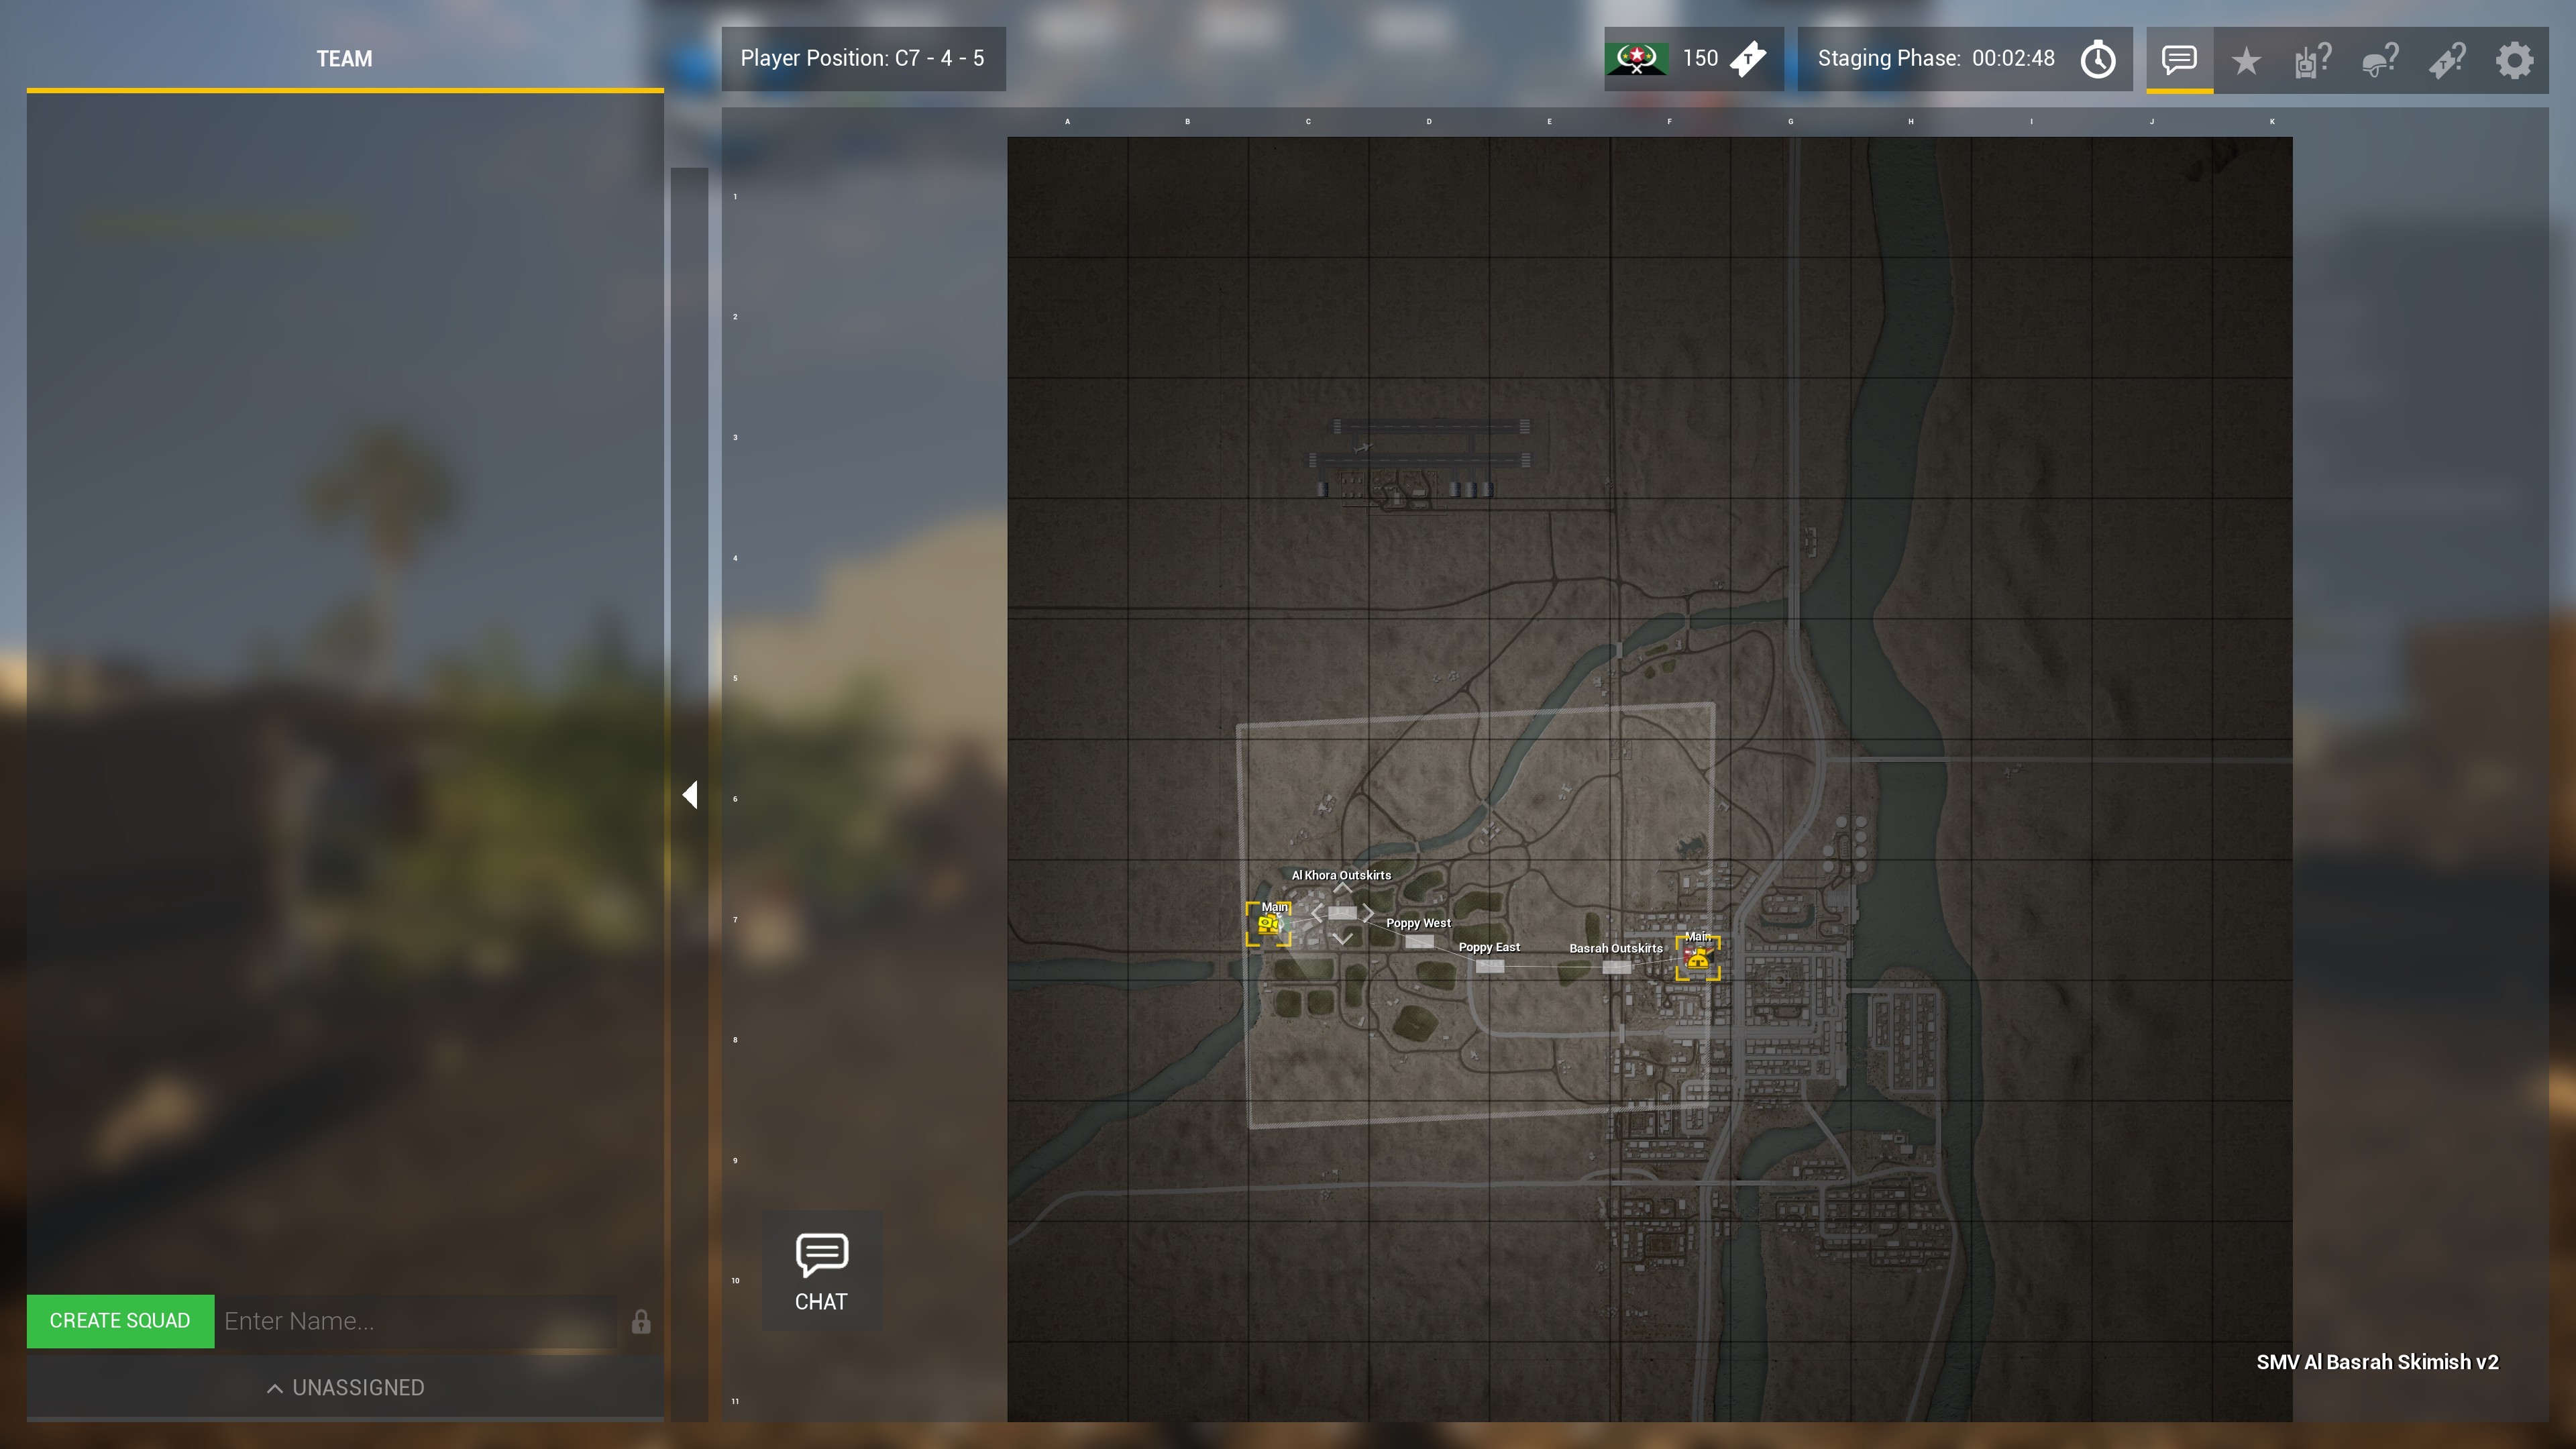 TEAM
Player Position: C7 - 4 - 5
150
T
Staging Phase: 00:02:48
? ? T?
A B C D E F G H I J K
1
2
3
4
5
6
7
8
9
10
11
Al Khora Outskirts
Main
Poppy West
Poppy East
Basrah Outskirts
Main
CHAT
CREATE SQUAD Enter Name...
UNASSIGNED
SMV Al Basrah Skimish v2